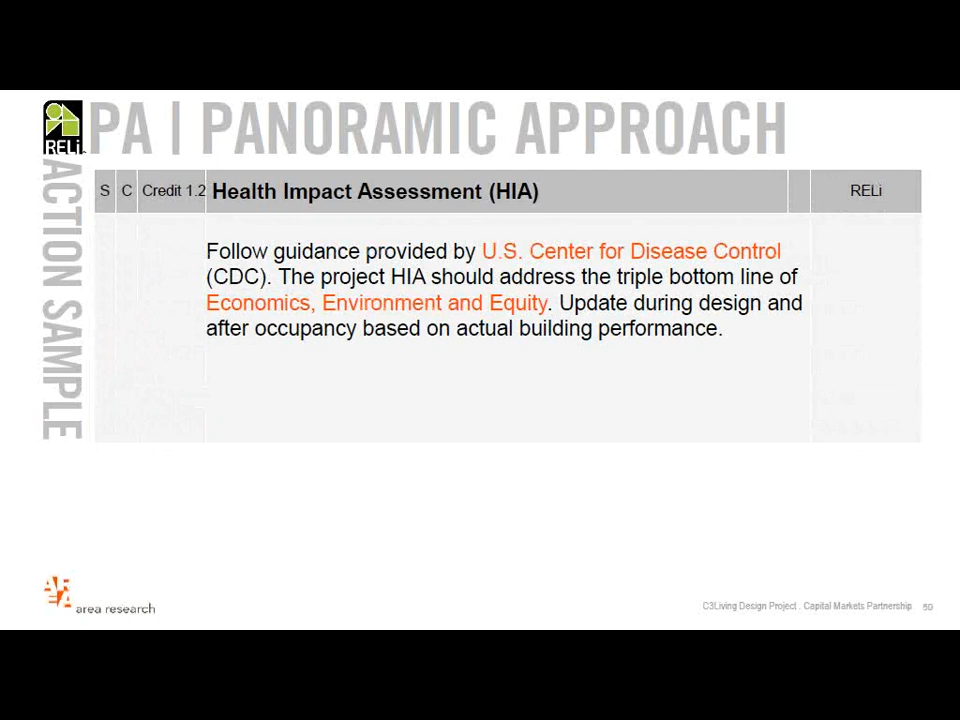 RELi
PA | PANORAMIC APPROACH
ACTION SAMPLE
S C Credit 1.2 Health Impact Assessment (HIA) RELi
Follow guidance provided by U.S. Center for Disease Control
(CDC). The project HIA should address the triple bottom line of
Economics, Environment and Equity. Update during design and
after occupancy based on actual building performance.
AREA area research
C3Living Design Project . Capital Markets Partnership 59